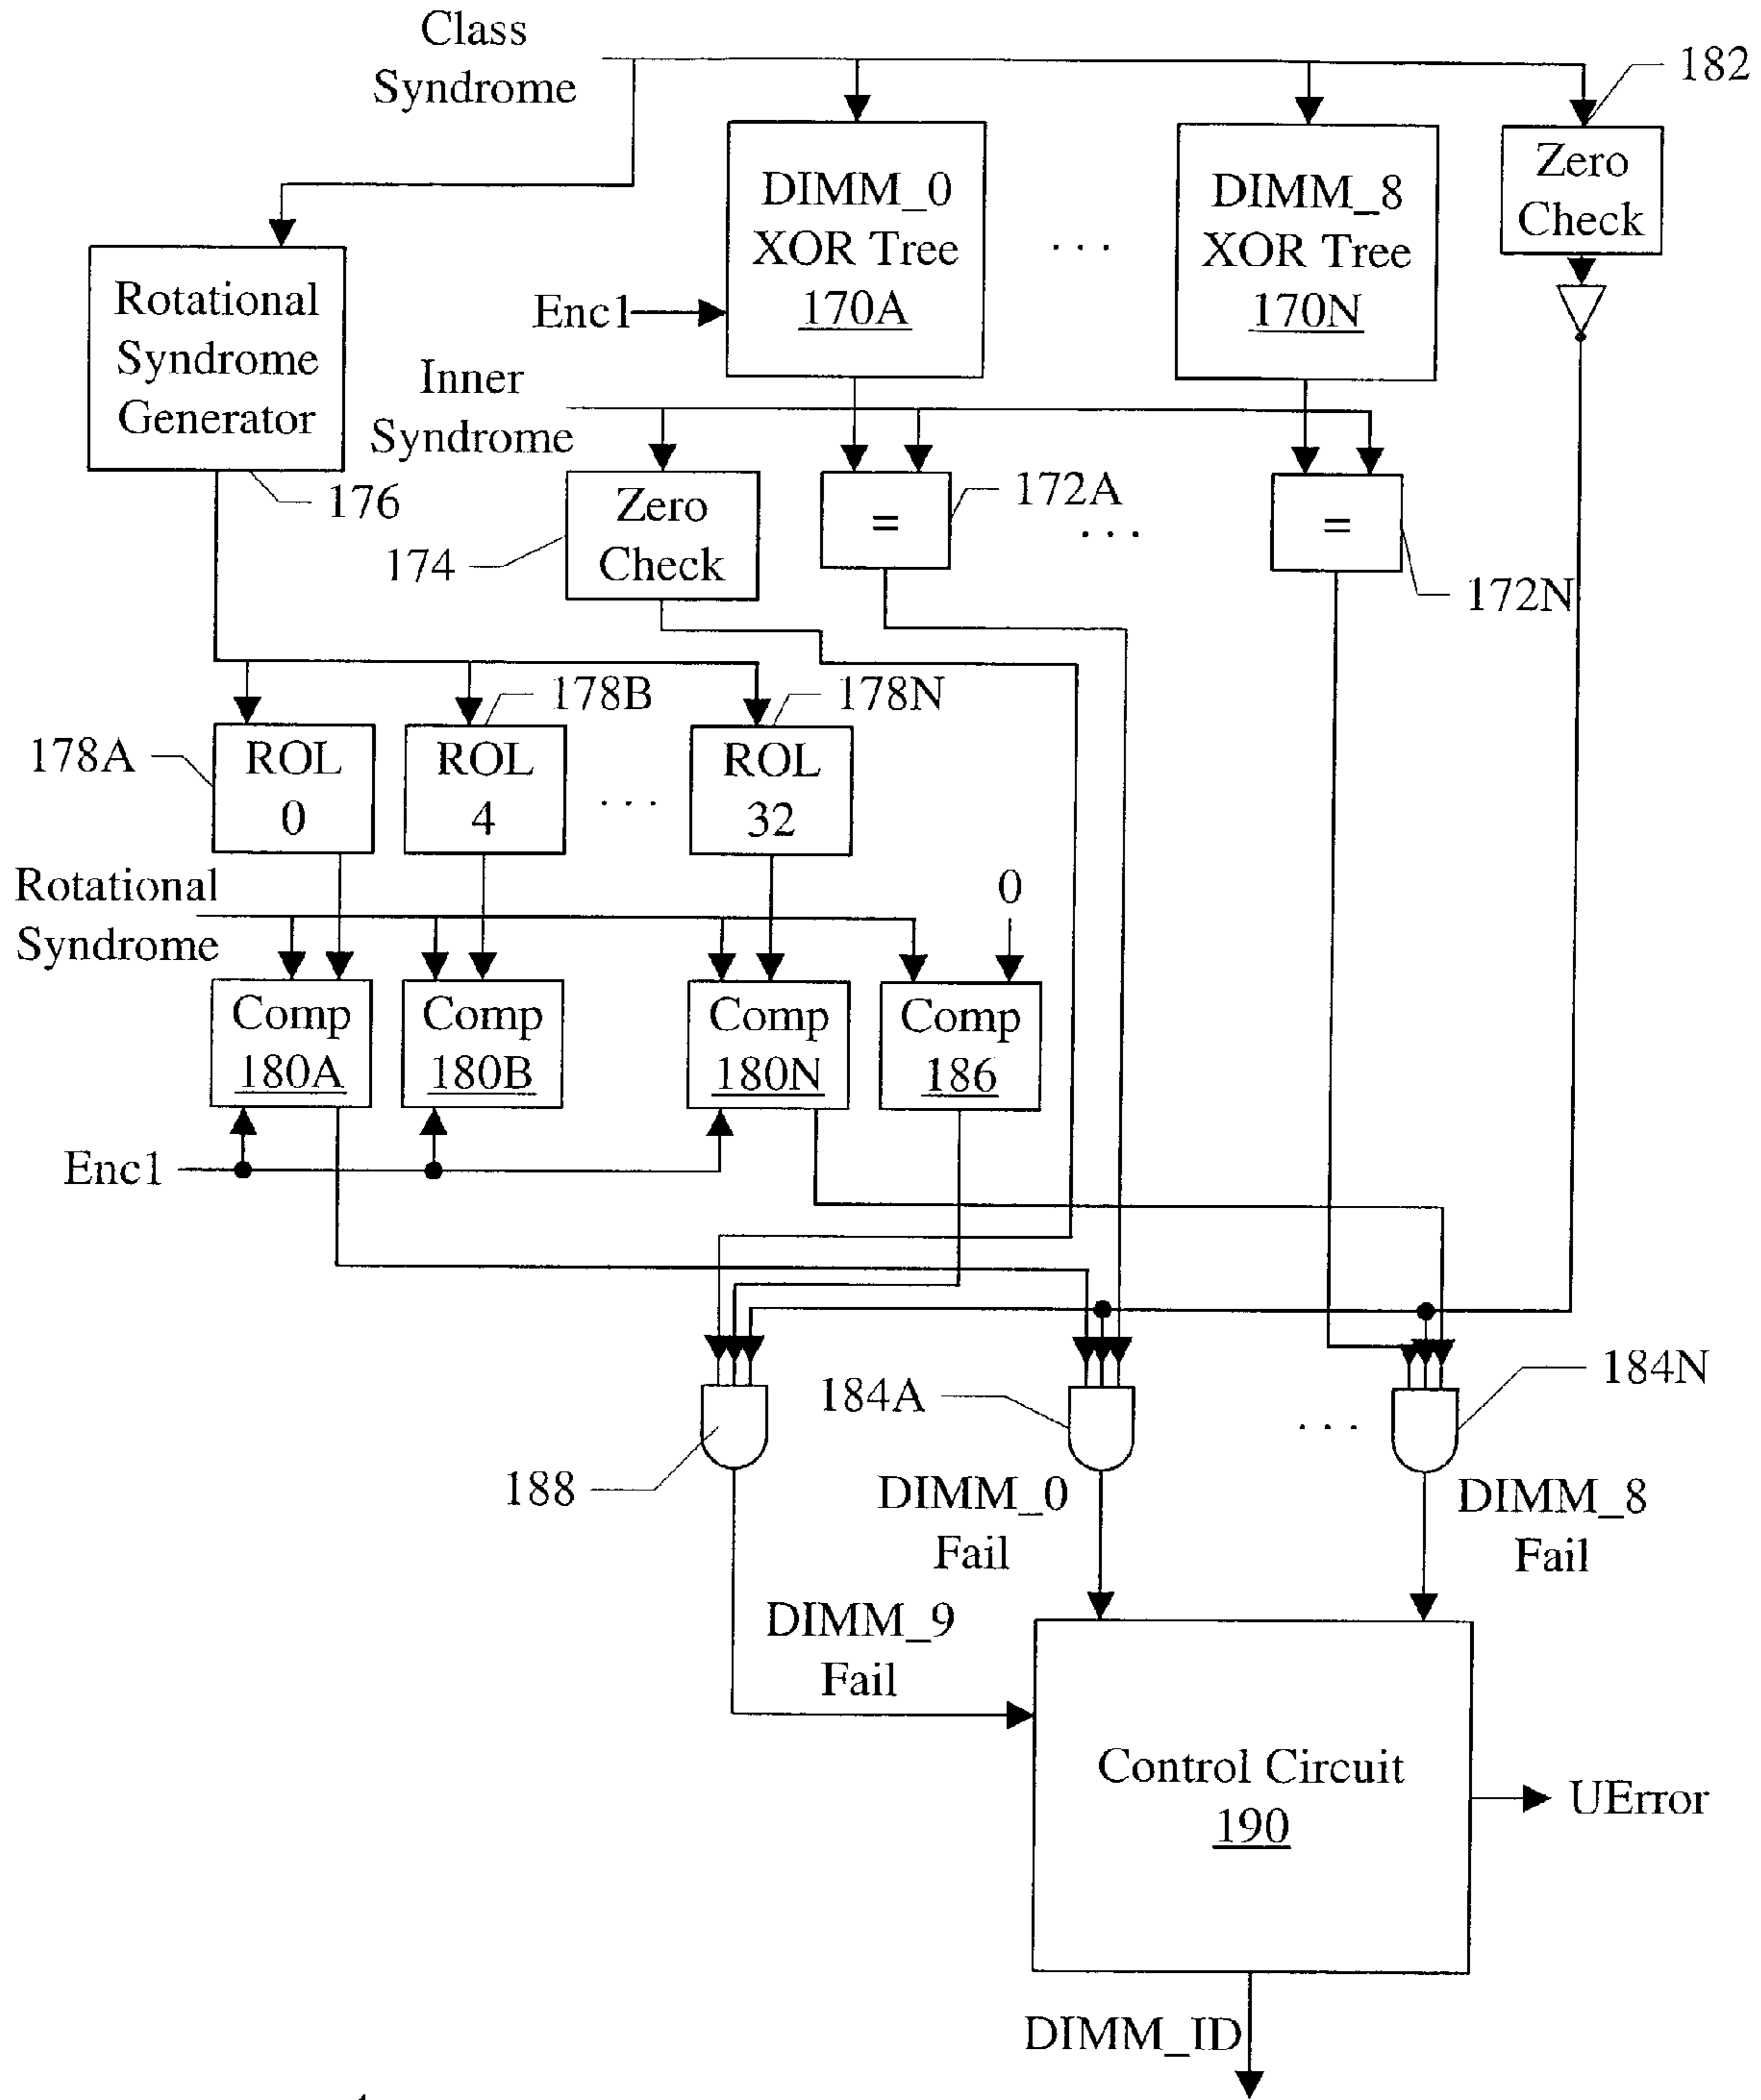 Class
Syndrome
182
DIMM_0
XOR Tree
170A
. . .
DIMM_8
XOR Tree
170N
Zero
Check
Rotational
Syndrome
Generator
Enc1
Inner
Syndrome
176
174
Zero
Check
=
172A
. . .
=
172N
178A
ROL
0
178B
ROL
4
. . .
178N
ROL
32
Rotational
Syndrome
0
Comp
180A
Comp
180B
Comp
180N
Comp
186
Enc1
188
184A
. . .
184N
DIMM_0
Fail
DIMM_8
Fail
DIMM_9
Fail
Control Circuit
190
UError
DIMM_ID